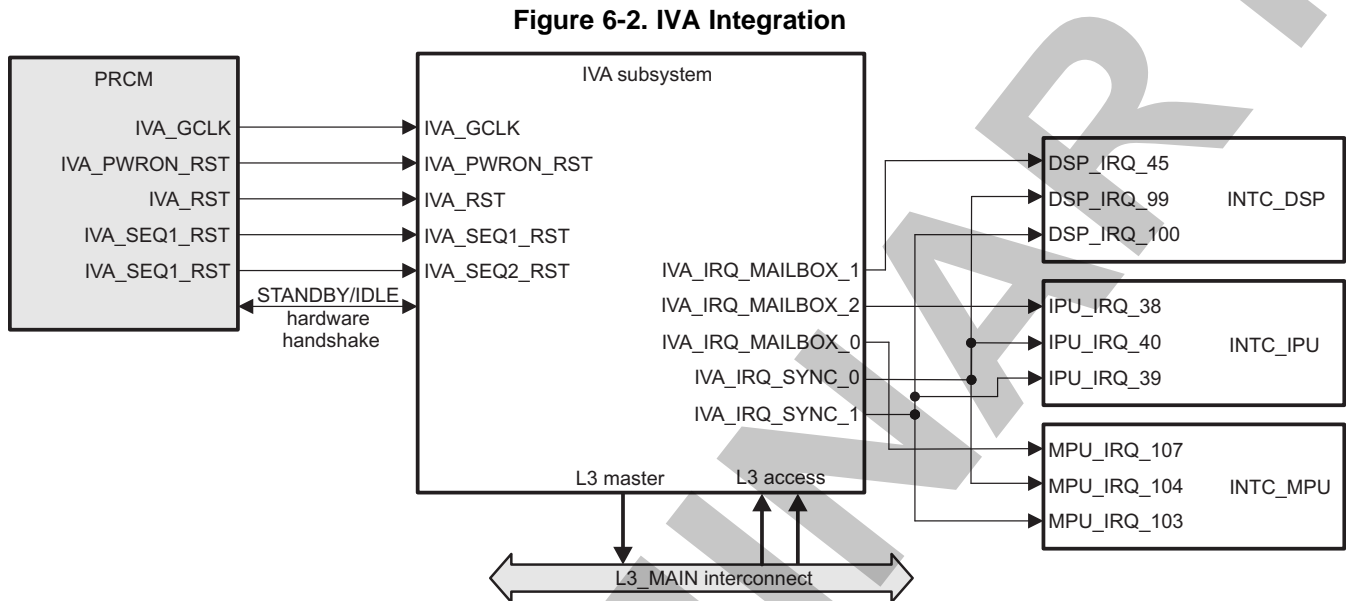 Figure 6-2. IVA Integration
PRCM
IVA_GCLK
IVA_PWRON_RST
IVA_RST
IVA_SEQ1_RST
IVA_SEQ1_RST
STANDBY/IDLE
hardware
handshake
IVA subsystem
IVA_GCLK
IVA_PWRON_RST
IVA_RST
IVA_SEQ1_RST
IVA_SEQ2_RST
IVA_IRQ_MAILBOX_1
IVA_IRQ_MAILBOX_2
IVA_IRQ_MAILBOX_0
IVA_IRQ_SYNC_0
IVA_IRQ_SYNC_1
L3 master
L3 access
L3_MAIN interconnect
DSP_IRQ_45
DSP_IRQ_99
DSP_IRQ_100
INTC_DSP
IPU_IRQ_38
IPU_IRQ_40
IPU_IRQ_39
INTC_IPU
MPU_IRQ_107
MPU_IRQ_104
MPU_IRQ_103
INTC_MPU